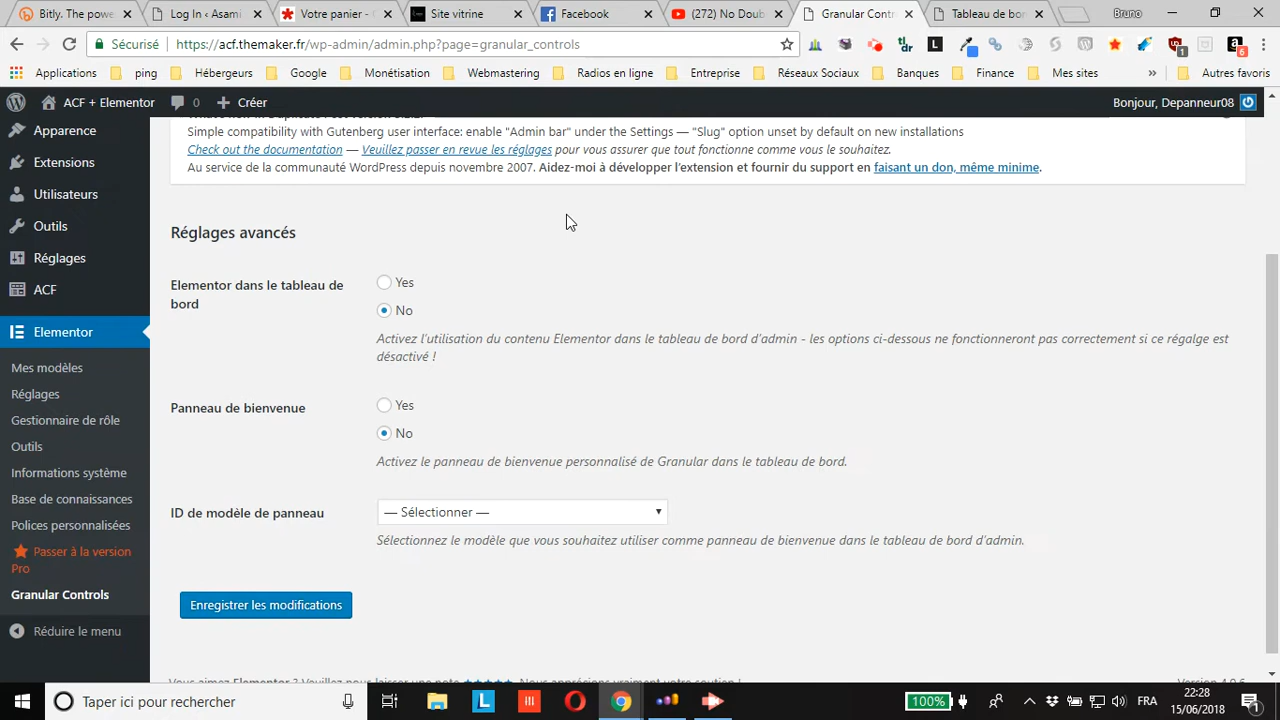 Bitly. The powe
Log In ‹ Asam
Votre panier - G
Site vitrine
Facebook
(272) No Doub
Granular Contr
Tableau de bor
Bruno
Sécurisé
https://acf.themaker.fr/wp-admin/admin.php?page=granular_controls
Applications
ping
Hébergeurs
Google
Monétisation
Webmastering
Radios en ligne
Entreprise
Réseaux Sociaux
Banques
Finance
Mes sites
»
Autres favoris
ACF + Elementor
0
Créer
Bonjour, Depanneur08
Apparence
Extensions
Utilisateurs
Outils
Réglages
ACF
Elementor
Mes modèles
Réglages
Gestionnaire de rôle
Outils
Informations système
Base de connaissances
Polices personnalisées
Passer à la version
Pro
Granular Controls
Réduire le menu
Simple compatibility with Gutenberg user interface: enable "Admin bar" under the Settings — "Slug" option unset by default on new installations
Check out the documentation — Veuillez passer en revue les réglages pour vous assurer que tout fonctionne comme vous le souhaitez.
Au service de la communauté WordPress depuis novembre 2007. Aidez-moi à développer l'extension et fournir du support en faisant un don, même minime.
Réglages avancés
Elementor dans le tableau de
bord
Yes
No
Activez l'utilisation du contenu Elementor dans le tableau de bord d'admin - les options ci-dessous ne fonctionneront pas correctement si ce régalge est
désactivé !
Panneau de bienvenue
Yes
No
Activez le panneau de bienvenue personnalisé de Granular dans le tableau de bord.
ID de modèle de panneau
— Sélectionner —
Sélectionnez le modèle que vous souhaitez utiliser comme panneau de bienvenue dans le tableau de bord d'admin.
Enregistrer les modifications
Taper ici pour rechercher
100%
FRA
22:28
15/06/2018